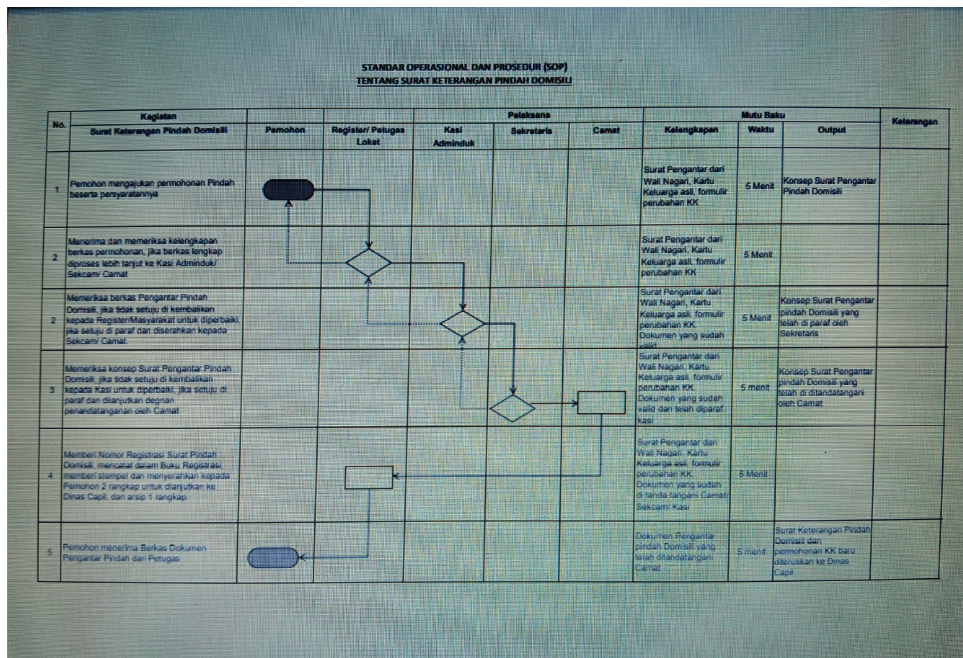 STANDAR OPERASIONAL DAN PROSEDUR (SOP)
TENTANG SURAT KETERANGAN PINDAH DOMISILI
No.
Kegiatan
Pelaksana
Mutu Baku
Keterangan
Surat Keterangan Pindah Domisili
Pemohon
Register/ Petugas
Loket
Kasi
Adminduk
Sekretaris
Camat
Kelengkapan
Waktu
Output
1
Pemohon mengajukan permohonan Pindah
beserta persyaratannya
Surat Pengantar dari
Wali Nagari, Kartu
Keluarga asli, formulir
perubahan KK
5 Menit
Konsep Surat Pengantar
Pindah Domisili
2
Menerima dan memeriksa kelengkapan
berkas permohonan, jika berkas lengkap
diproses lebih lanjut ke Kasi Adminduk/
Sekcam/ Camat
Surat Pengantar dari
Wali Nagari, Kartu
Keluarga asli, formulir
perubahan KK
5 Menit
2
Memeriksa berkas Pengantar Pindah
Domisili, jika tidak setuju di kembalikan
kepada Register/Masyarakat untuk diperbaiki,
jika setuju di paraf dan diserahkan kepada
Sekcam/ Camat.
Surat Pengantar dari
Wali Nagari, Kartu
Keluarga asli, formulir
perubahan KK.
Dokumen yang sudah
valid
5 Menit
Konsep Surat Pengantar
pindah Domisili yang
telah di paraf oleh
Sekretaris
3
Memeriksa konsep Surat Pengantar Pindah
Domisili, jika tidak setuju di kembalikan
kepada Kasi untuk diperbaiki, jika setuju di
paraf dan dilanjutkan degnan
penandatanganan oleh Camat
Surat Pengantar dari
Wali Nagari, Kartu
Keluarga asli, formulir
perubahan KK.
Dokumen yang sudah
valid dan telah diparaf
kasi
5 menit
Konsep Surat Pengantar
pindah Domisili yang
telah di ditandatangani
oleh Camat
4
Memberi Nomor Registrasi Surat Pindah
Domisili, mencatat dalam Buku Registrasi,
memberi stempel dan menyerahkan kepada
Pemohon 2 rangkap untuk dilanjutkan ke
Dinas Capil, dan arsip 1 rangkap.
Surat Pengantar dari
Wali Nagari, Kartu
Keluarga asli, formulir
perubahan KK.
Dokumen yang sudah
di tanda tangani Camat/
Sekcam/ Kasi
5 Menit
5
Pemohon menerima Berkas Dokumen
Pengantar Pindah dari Petugas
Dokumen Pengantar
pindah Domisili yang
telah ditandatangani
Camat
5 menit
Surat Keterangan Pindah
Domisili dan
permohonan KK baru
diteruskan ke Dinas
Capil